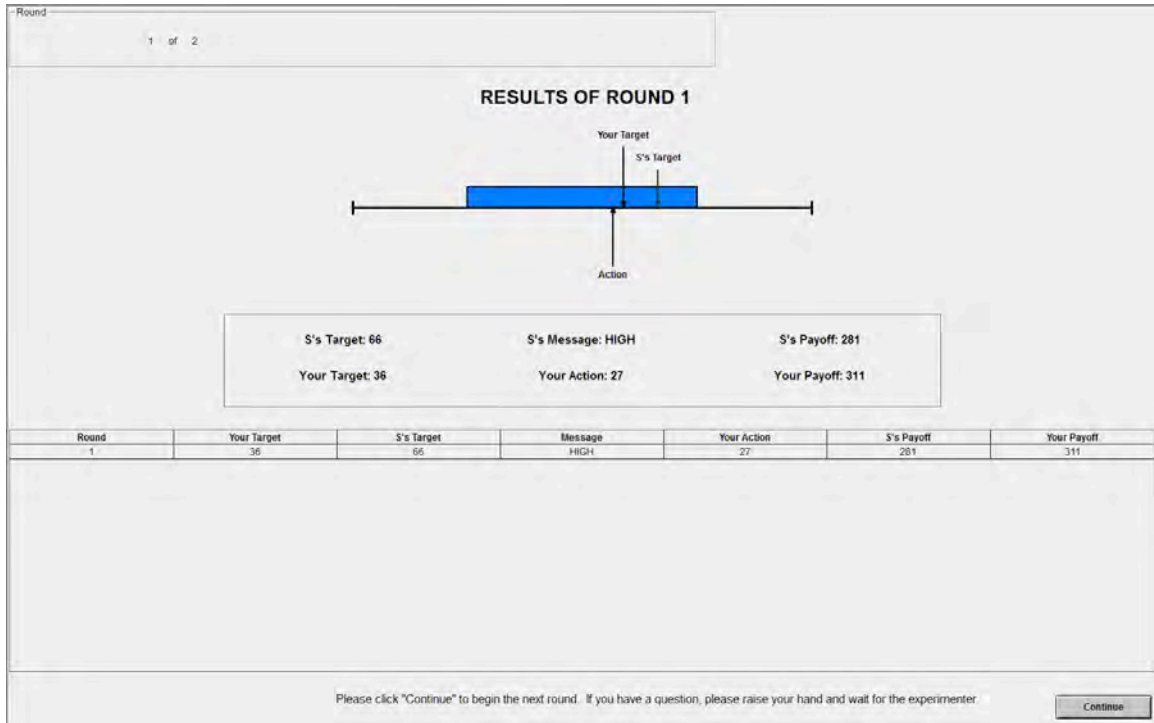 Round
1 of 2
RESULTS OF ROUND 1
Your Target
S's Target
Action
S's Target: 66 S's Message: HIGH S's Payoff: 281
Your Target: 36 Your Action: 27 Your Payoff: 311
Round Your Target S's Target Message Your Action S's Payoff Your Payoff
1 36 66 HIGH 27 281 311
Please click "Continue" to begin the next round. If you have a question, please raise your hand and wait for the experimenter.
Continue